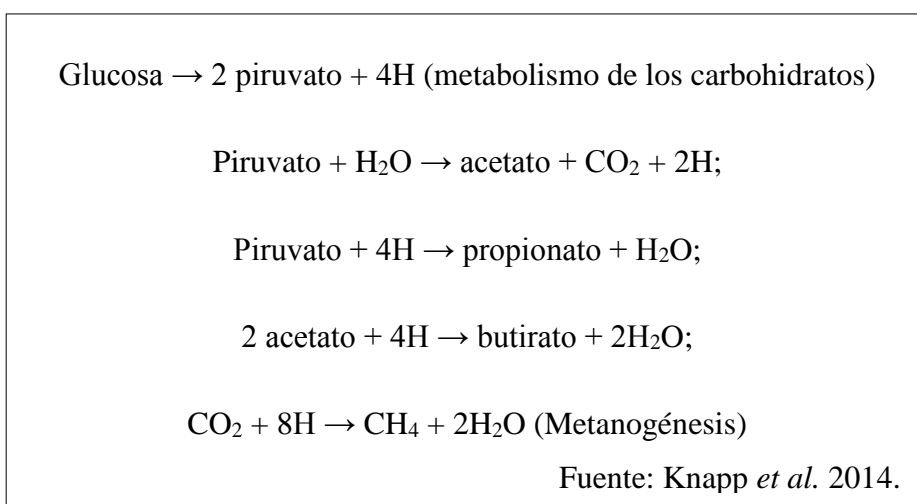 Glucosa → 2 piruvato + 4H (metabolismo de los carbohidratos)
Piruvato + H₂O → acetato + CO₂ + 2H;
Piruvato + 4H → propionato + H₂O;
2 acetato + 4H → butirato + 2H₂O;
CO₂ + 8H → CH₄ + 2H₂O (Metanogénesis)
Fuente: Knapp et al. 2014.